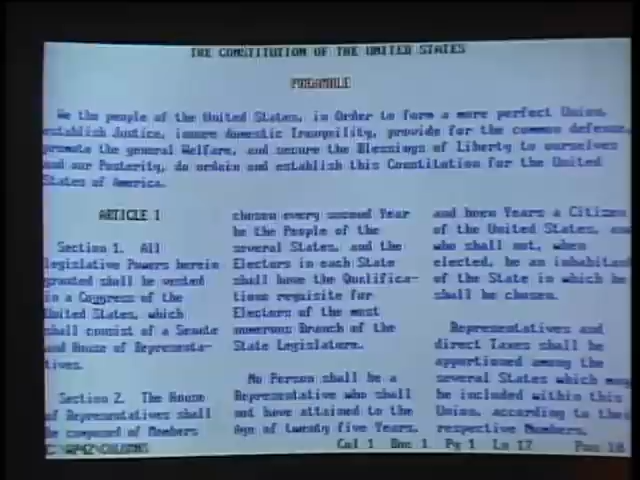 THE CONSTITUTION OF THE UNITED STATES
PREAMBLE
We the people of the United States, in Order to form a more perfect Union,
establish Justice, insure domestic Tranquility, provide for the common defense,
promote the general Welfare, and secure the Blessings of Liberty to ourselves
and our Posterity, do ordain and establish this Constitution for the United
States of America.
ARTICLE 1
Section 1. All
legislative Powers herein
granted shall be vested
in a Congress of the
United States, which
shall consist of a Senate
and House of Representa-
tives.
Section 2. The House
of Representatives shall
be composed of Members
chosen every second Year
be the People of the
several States, and the
Electors in each State
shall have the Qualifica-
tions requisite for
Electors of the most
numerous Branch of the
State Legislature.
No Person shall be a
Representative who shall
not have attained to the
Age of twenty five Years,
and been Years a Citizen
of the United States, and
who shall not, when
elected, be an inhabitant
of the State in which he
shall be chosen.
Representatives and
direct Taxes shall be
apportioned among the
several States which may
be included within this
Union, according to their
respective Numbers.
Col 1 Doc 1 Pg 1 Ln 17 Pos 10